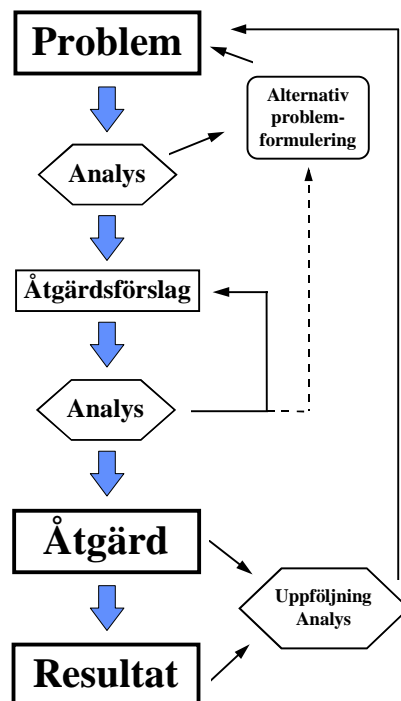 Problem
Alternativ
problem-
formulering
Analys
Åtgärdsförslag
Analys
Åtgärd
Uppföljning
Analys
Resultat